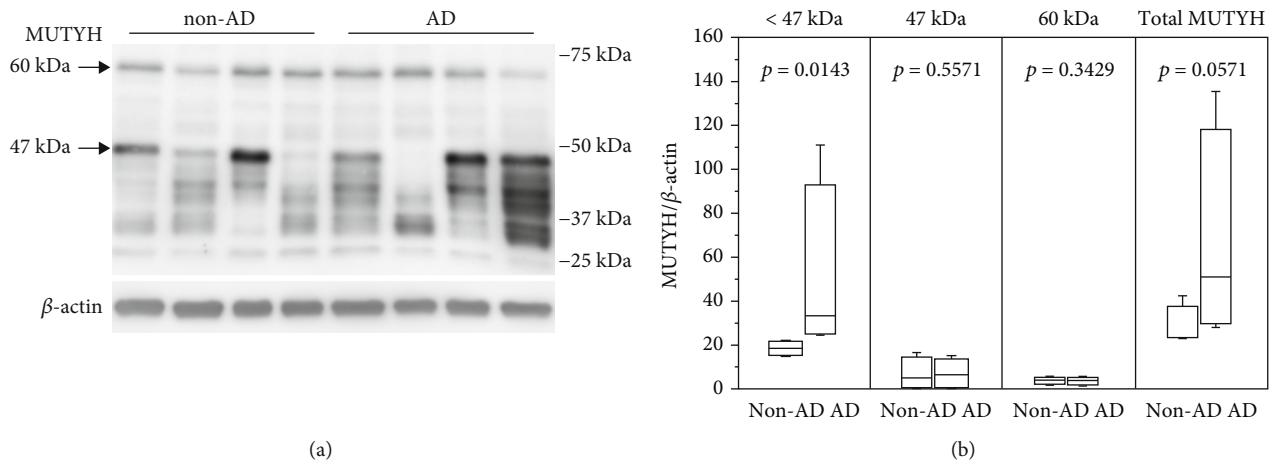 non-AD AD
MUTYH
60 kDa
47 kDa
–75 kDa
–50 kDa
–37 kDa
–25 kDa
β-actin
(a)
< 47 kDa 47 kDa 60 kDa Total MUTYH
p = 0.0143 p = 0.5571 p = 0.3429 p = 0.0571
MUTYH/β-actin
160
140
120
100
80
60
40
20
0
Non-AD AD Non-AD AD Non-AD AD Non-AD AD
(b)